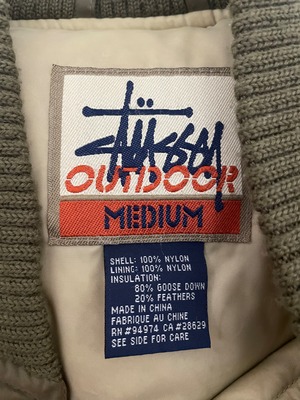 Stüssy
OUTDOOR
MEDIUM
SHELL: 100% NYLON
LINING: 100% NYLON
INSULATION:
80% GOOSE DOWN
20% FEATHERS
MADE IN CHINA
FABRIQUE AU CHINE
RN #94974 CA #28629
SEE SIDE FOR CARE